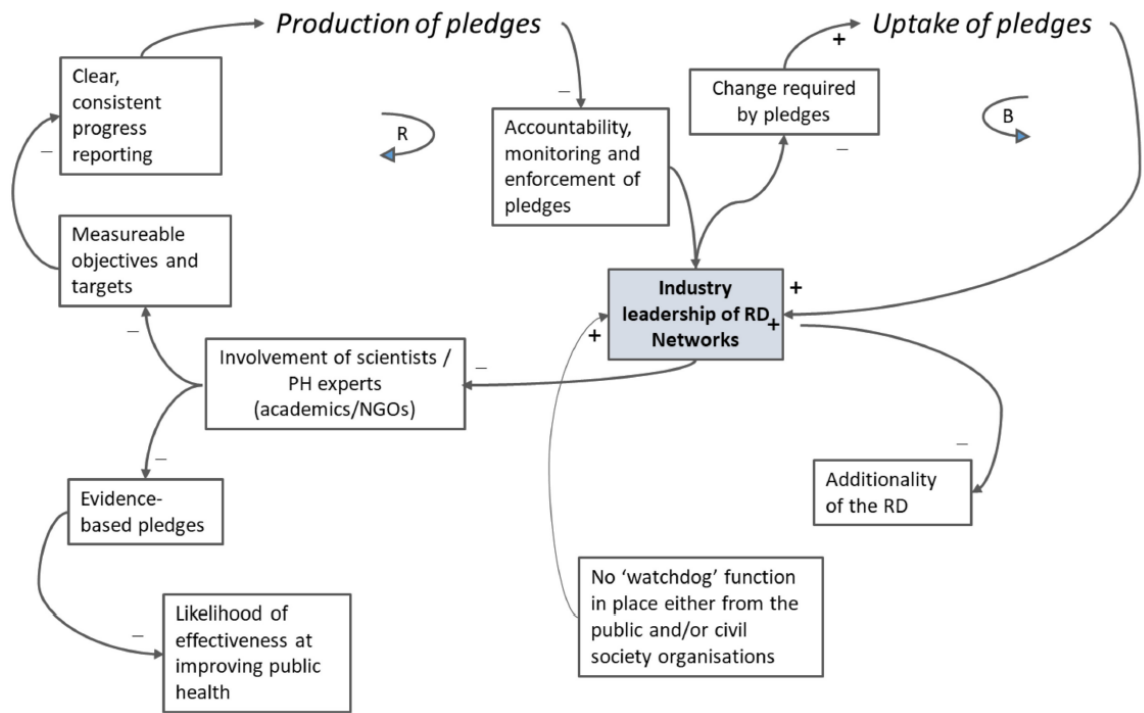 Production of pledges
Uptake of pledges
Clear,
consistent
progress
reporting
–
–
R
Accountability,
monitoring and
enforcement of
pledges
+
Change required
by pledges
–
B
Measureable
objectives and
targets
–
Industry
leadership of RD
Networks
+
+
+
Involvement of scientists /
PH experts
(academics/NGOs)
–
–
Evidence-
based pledges
–
Likelihood of
effectiveness at
improving public
health
–
Additionality
of the RD
No ‘watchdog’ function
in place either from the
public and/or civil
society organisations